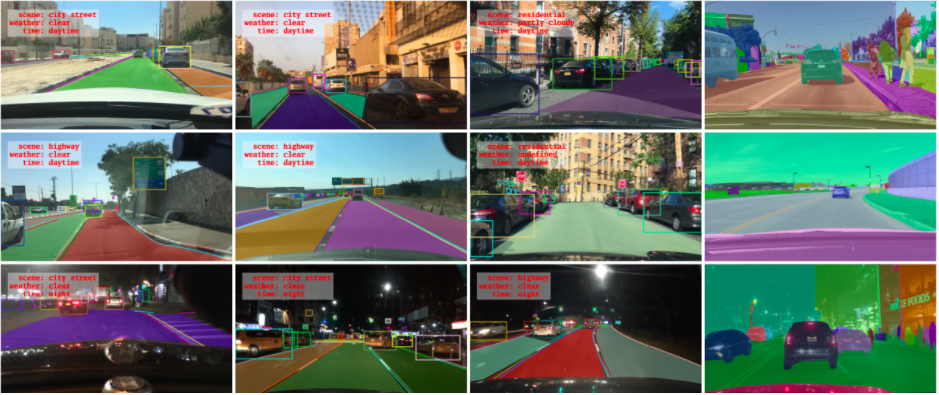 scene: city street
weather: clear
time: daytime
scene: city street
weather: clear
time: daytime
scene: residential
weather: partly cloudy
time: daytime
scene: highway
weather: clear
time: daytime
scene: highway
weather: clear
time: daytime
scene: residential
weather: undefined
time: daytime
scene: city street
weather: clear
time: night
scene: city street
weather: clear
time: night
scene: highway
weather: clear
time: night
FOODS